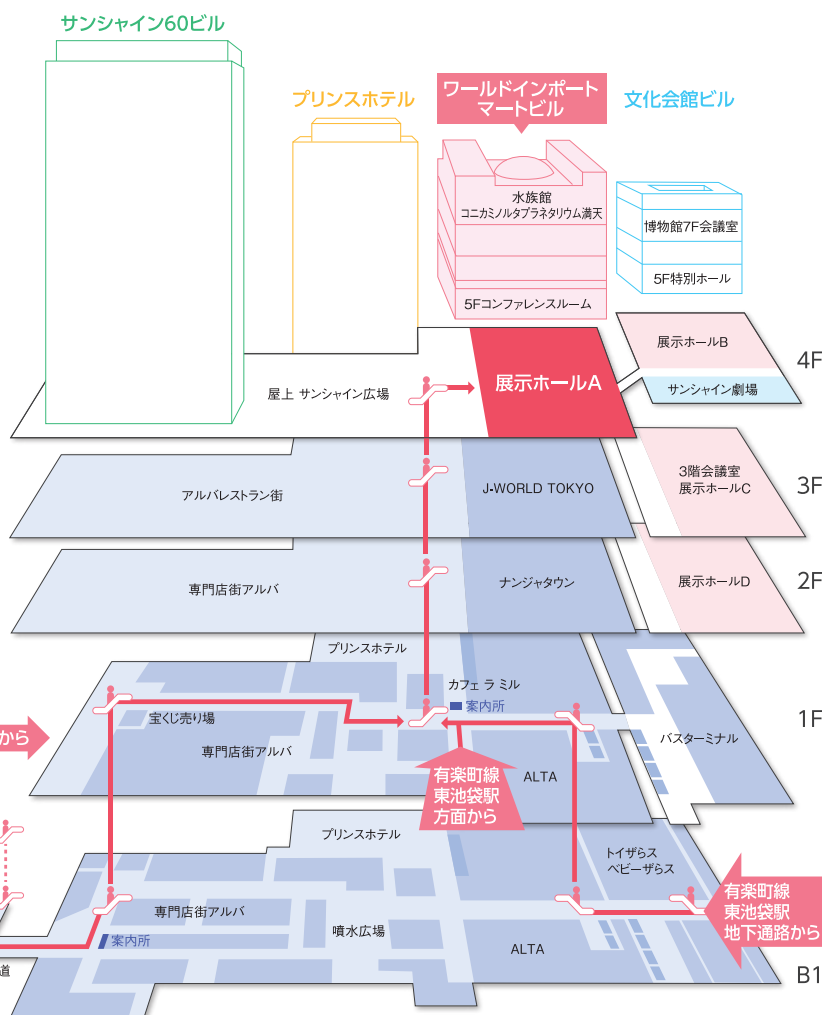 サンシャイン60ビル
プリンスホテル
ワールドインポート
マートビル
文化会館ビル
水族館
コニカミノルタプラネタリウム満天
博物館7F会議室
5F特別ホール
5Fコンファレンスルーム
展示ホールB
4F
屋上 サンシャイン広場
展示ホールA
サンシャイン劇場
アルパレストラン街
J-WORLD TOKYO
3階会議室
展示ホールC
3F
専門店街アルパ
ナンジャタウン
展示ホールD
2F
プリンスホテル
カフェ ラ ミル
案内所
宝くじ売り場
1F
から
専門店街アルパ
バスターミナル
有楽町線
東池袋駅
方面から
ALTA
プリンスホテル
トイザらス
ベビーザらス
有楽町線
東池袋駅
地下通路から
専門店街アルパ
噴水広場
案内所
ALTA
道
B1